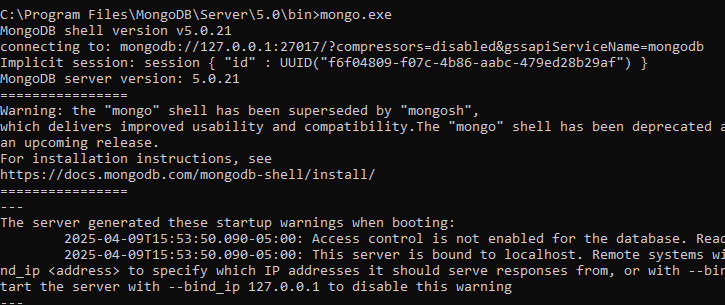 C:\Program Files\MongoDB\Server\5.0\bin>mongo.exe
MongoDB shell version v5.0.21
connecting to: mongodb://127.0.0.1:27017/?compressors=disabled&gssapiServiceName=mongodb
Implicit session: session { "id" : UUID("f6f04809-f07c-4b86-aabc-479ed28b29af") }
MongoDB server version: 5.0.21
================
Warning: the "mongo" shell has been superseded by "mongosh",
which delivers improved usability and compatibility.The "mongo" shell has been deprecated a
an upcoming release.
For installation instructions, see
https://docs.mongodb.com/mongodb-shell/install/
================
---
The server generated these startup warnings when booting:
        2025-04-09T15:53:50.090-05:00: Access control is not enabled for the database. Read
        2025-04-09T15:53:50.090-05:00: This server is bound to localhost. Remote systems wi
nd_ip <address> to specify which IP addresses it should serve responses from, or with --bin
tart the server with --bind_ip 127.0.0.1 to disable this warning
---